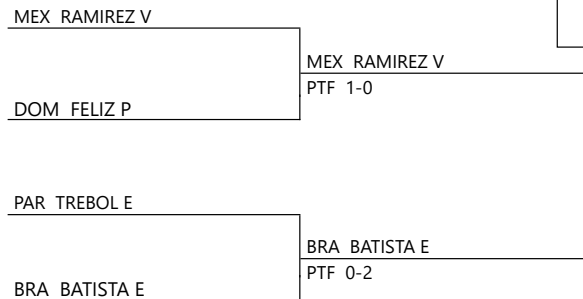 MEX RAMIREZ V
MEX RAMIREZ V
PTF 1-0
DOM FELIZ P
PAR TREBOL E
BRA BATISTA E
PTF 0-2
BRA BATISTA E